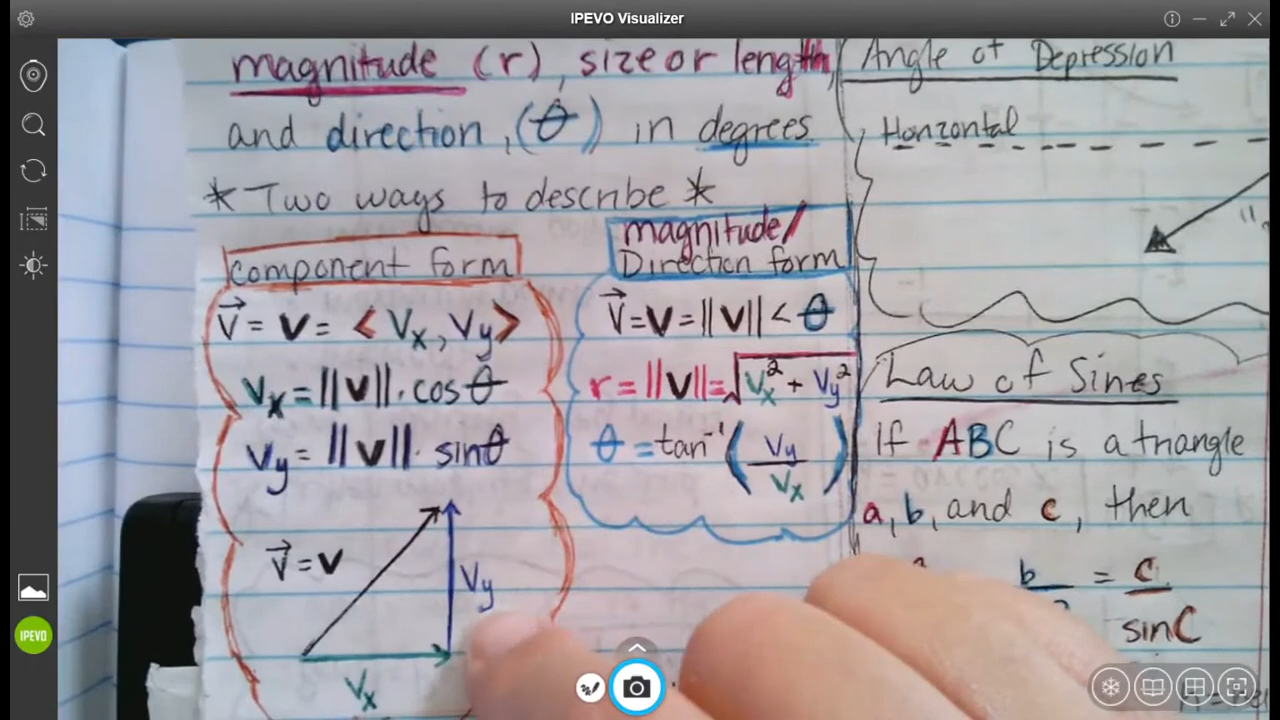 IPEVO Visualizer
magnitude (r), size or length,
and direction, (θ) in degrees.
* Two ways to describe *
component form
V⃗ = V = < Vx, Vy >
Vx = ||V|| · cosθ
Vy = ||V|| · sinθ
V⃗ = V
Vy
Vx
magnitude/
Direction form
V⃗ = V = ||V|| < θ
r = ||V|| = √Vx² + Vy²
θ = tan⁻¹ (Vy/Vx)
Angle of Depression
Horizontal
Law of Sines
If ABC is a triangle
a, b, and c, then
b = c
sinC
IPEVO